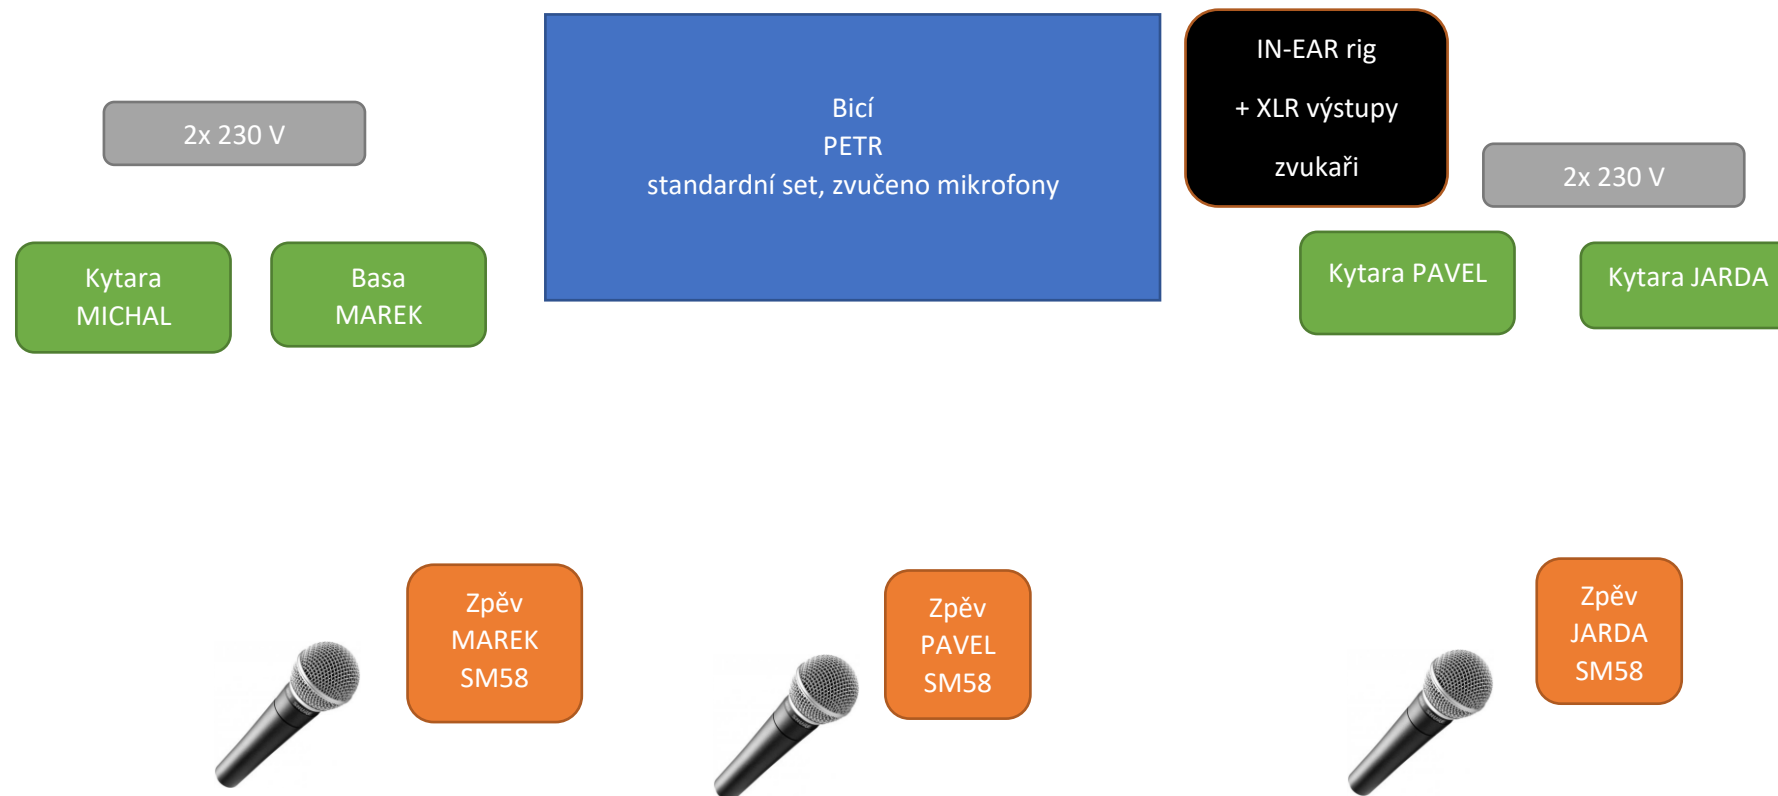 IN-EAR rig
+ XLR výstupy
zvukaři
Bicí
PETR
standardní set, zvučeno mikrofony
2x 230 V
2x 230 V
Kytara
MICHAL
Basa
MAREK
Kytara PAVEL
Kytara JARDA
Zpěv
MAREK
SM58
Zpěv
PAVEL
SM58
Zpěv
JARDA
SM58